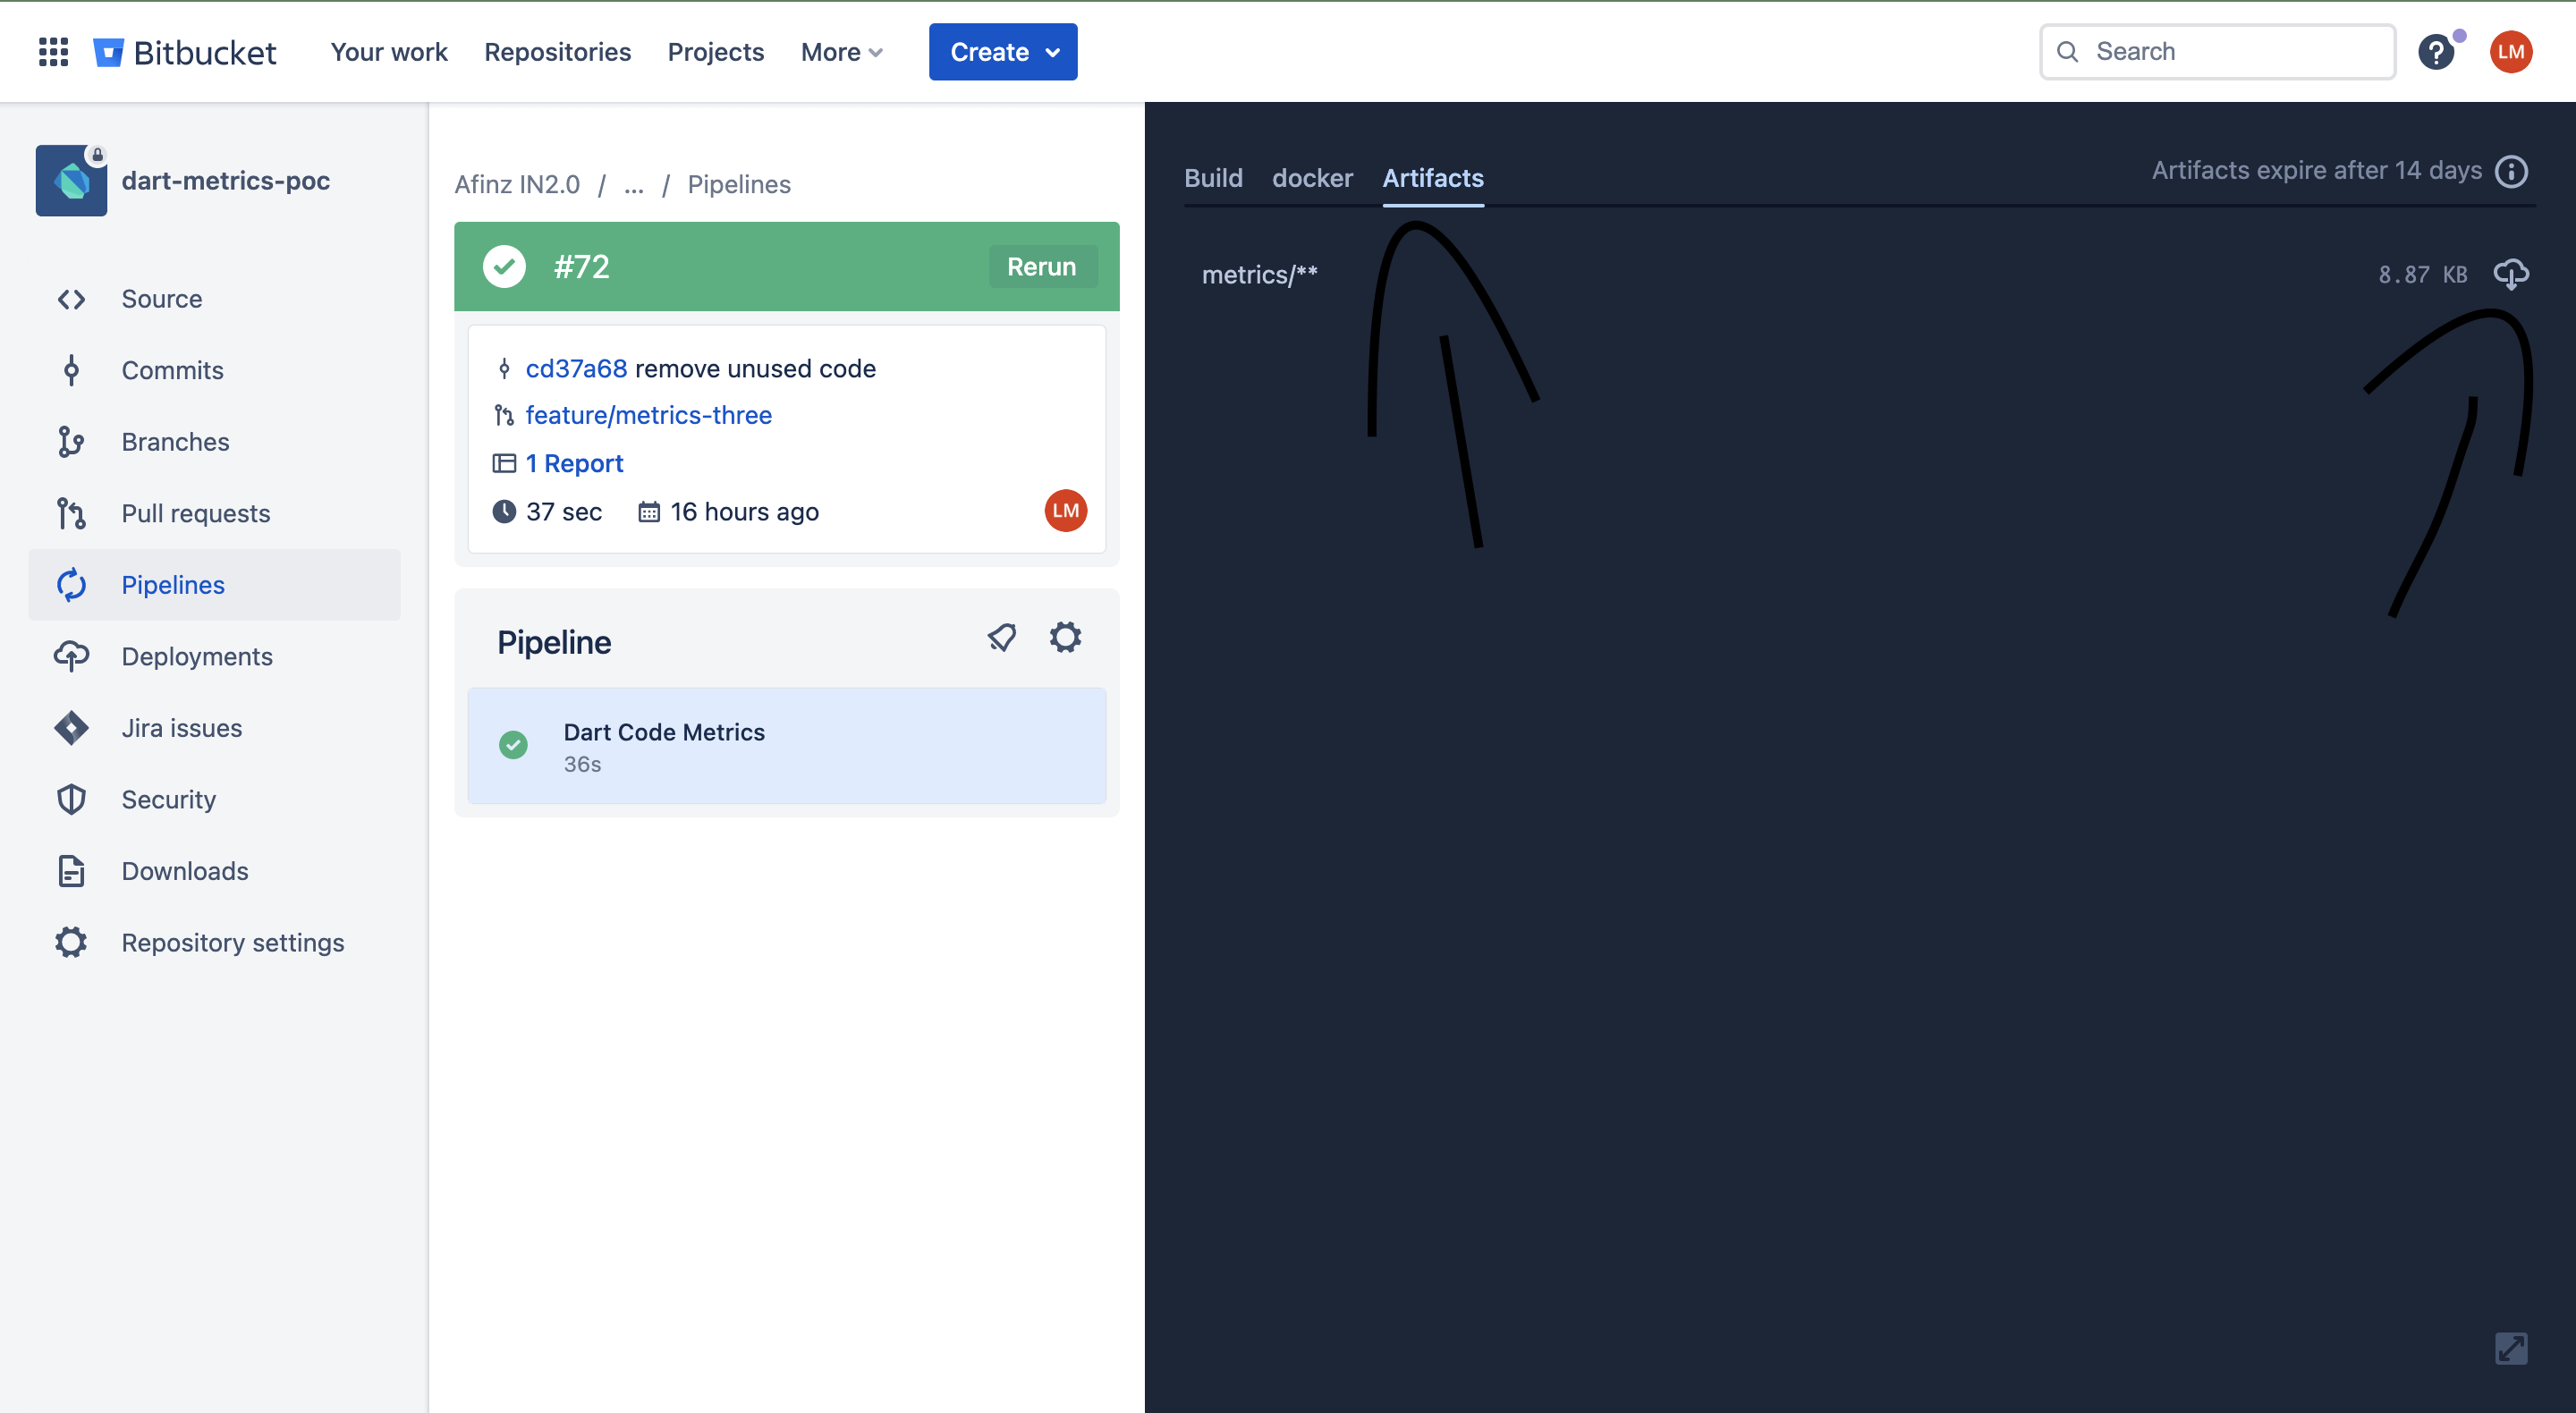 Bitbucket Your work Repositories Projects More Create Search ? LM
dart-metrics-poc
Source
Commits
Branches
Pull requests
Pipelines
Deployments
Jira issues
Security
Downloads
Repository settings
Afinz IN2.0 / ... / Pipelines
#72 Rerun
cd37a68 remove unused code
feature/metrics-three
1 Report
37 sec 16 hours ago LM
Pipeline
Dart Code Metrics
36s
Build docker Artifacts Artifacts expire after 14 days
metrics/** 8.87 KB